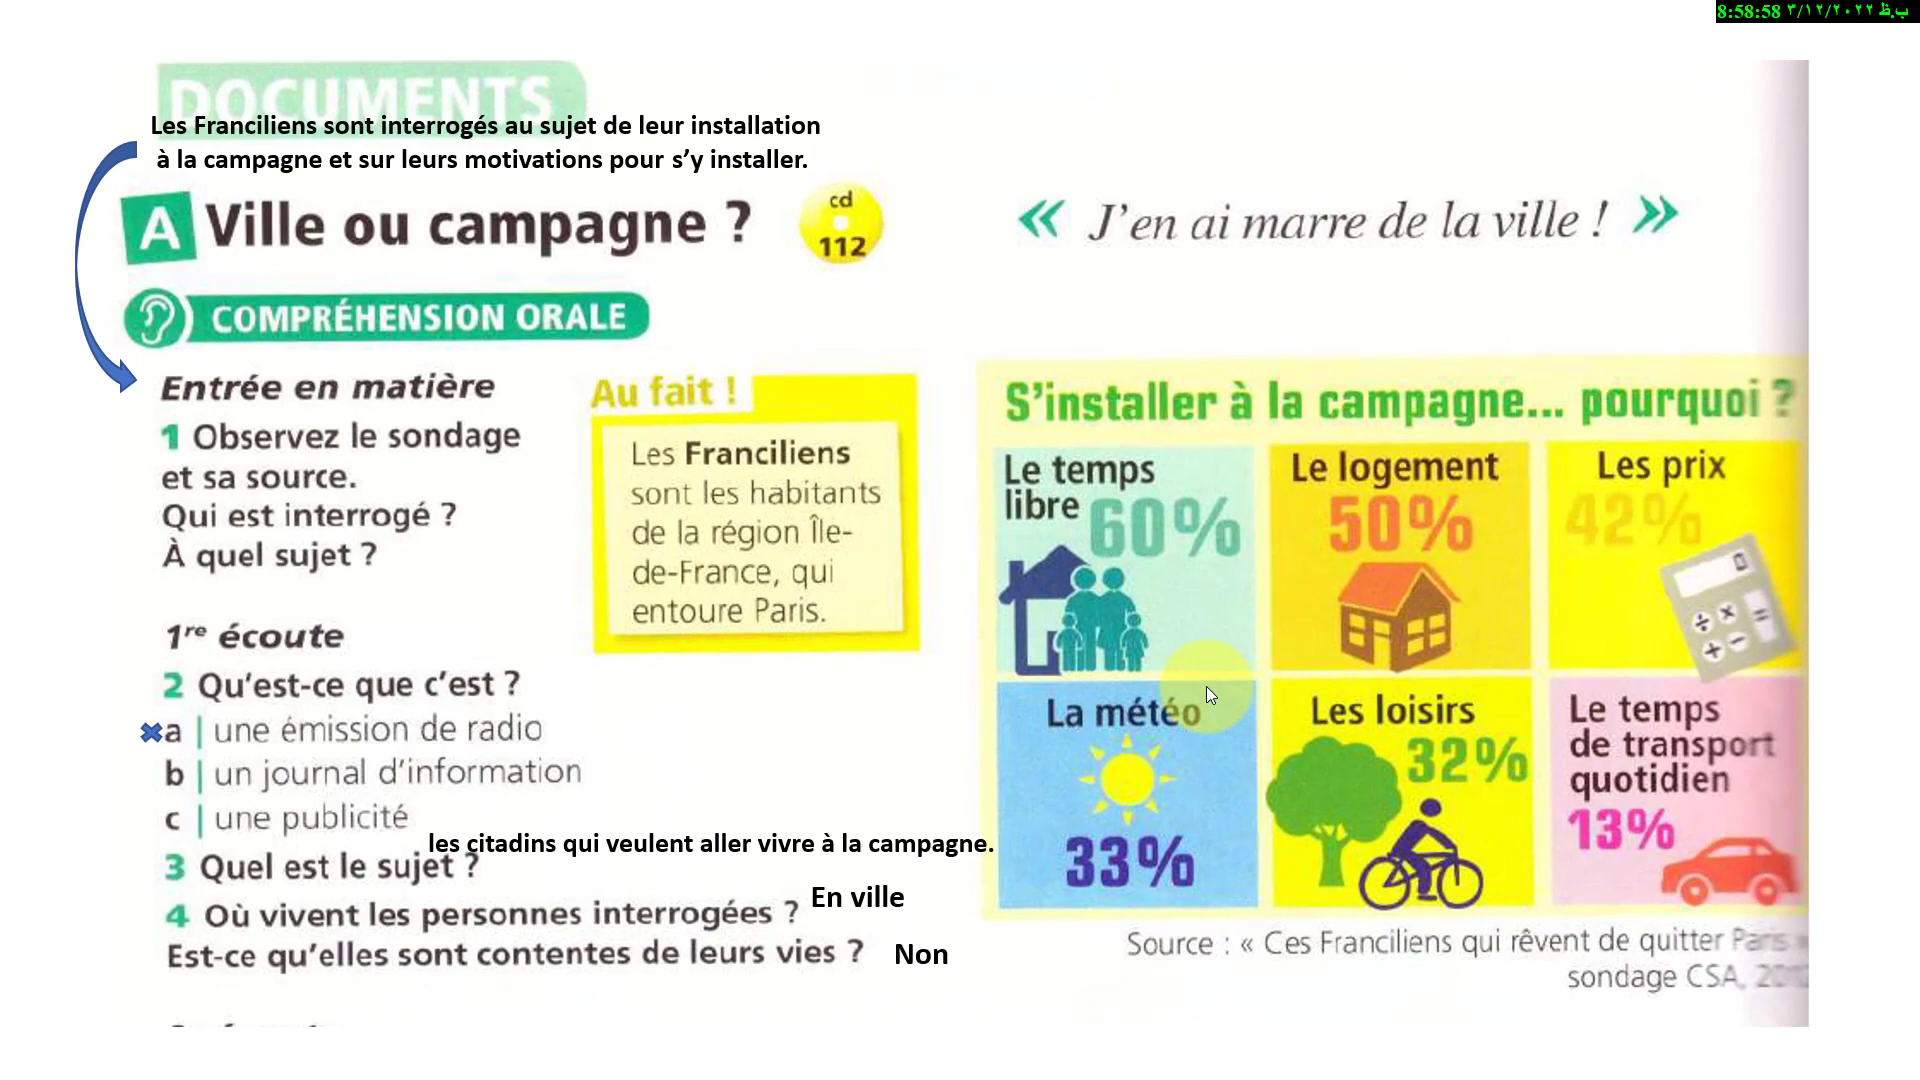 8:58:58 ۳/۱۲/۲۰۲۲ ب.ظ
DOCUMENTS
Les Franciliens sont interrogés au sujet de leur installation
à la campagne et sur leurs motivations pour s’y installer.
A Ville ou campagne ?
cd
112
« J’en ai marre de la ville ! »
COMPRÉHENSION ORALE
Entrée en matière
1 Observez le sondage
et sa source.
Qui est interrogé ?
À quel sujet ?
Au fait !
Les Franciliens
sont les habitants
de la région Île-
de-France, qui
entoure Paris.
1re écoute
2 Qu’est-ce que c’est ?
a | une émission de radio
b | un journal d’information
c | une publicité
les citadins qui veulent aller vivre à la campagne.
3 Quel est le sujet ?
4 Où vivent les personnes interrogées ? En ville
Est-ce qu’elles sont contentes de leurs vies ? Non
S’installer à la campagne... pourquoi ?
Le temps
libre 60%
Le logement
50%
Les prix
42%
La météo
33%
Les loisirs
32%
Le temps
de transport
quotidien
13%
Source : « Ces Franciliens qui rêvent de quitter Paris »
sondage CSA,